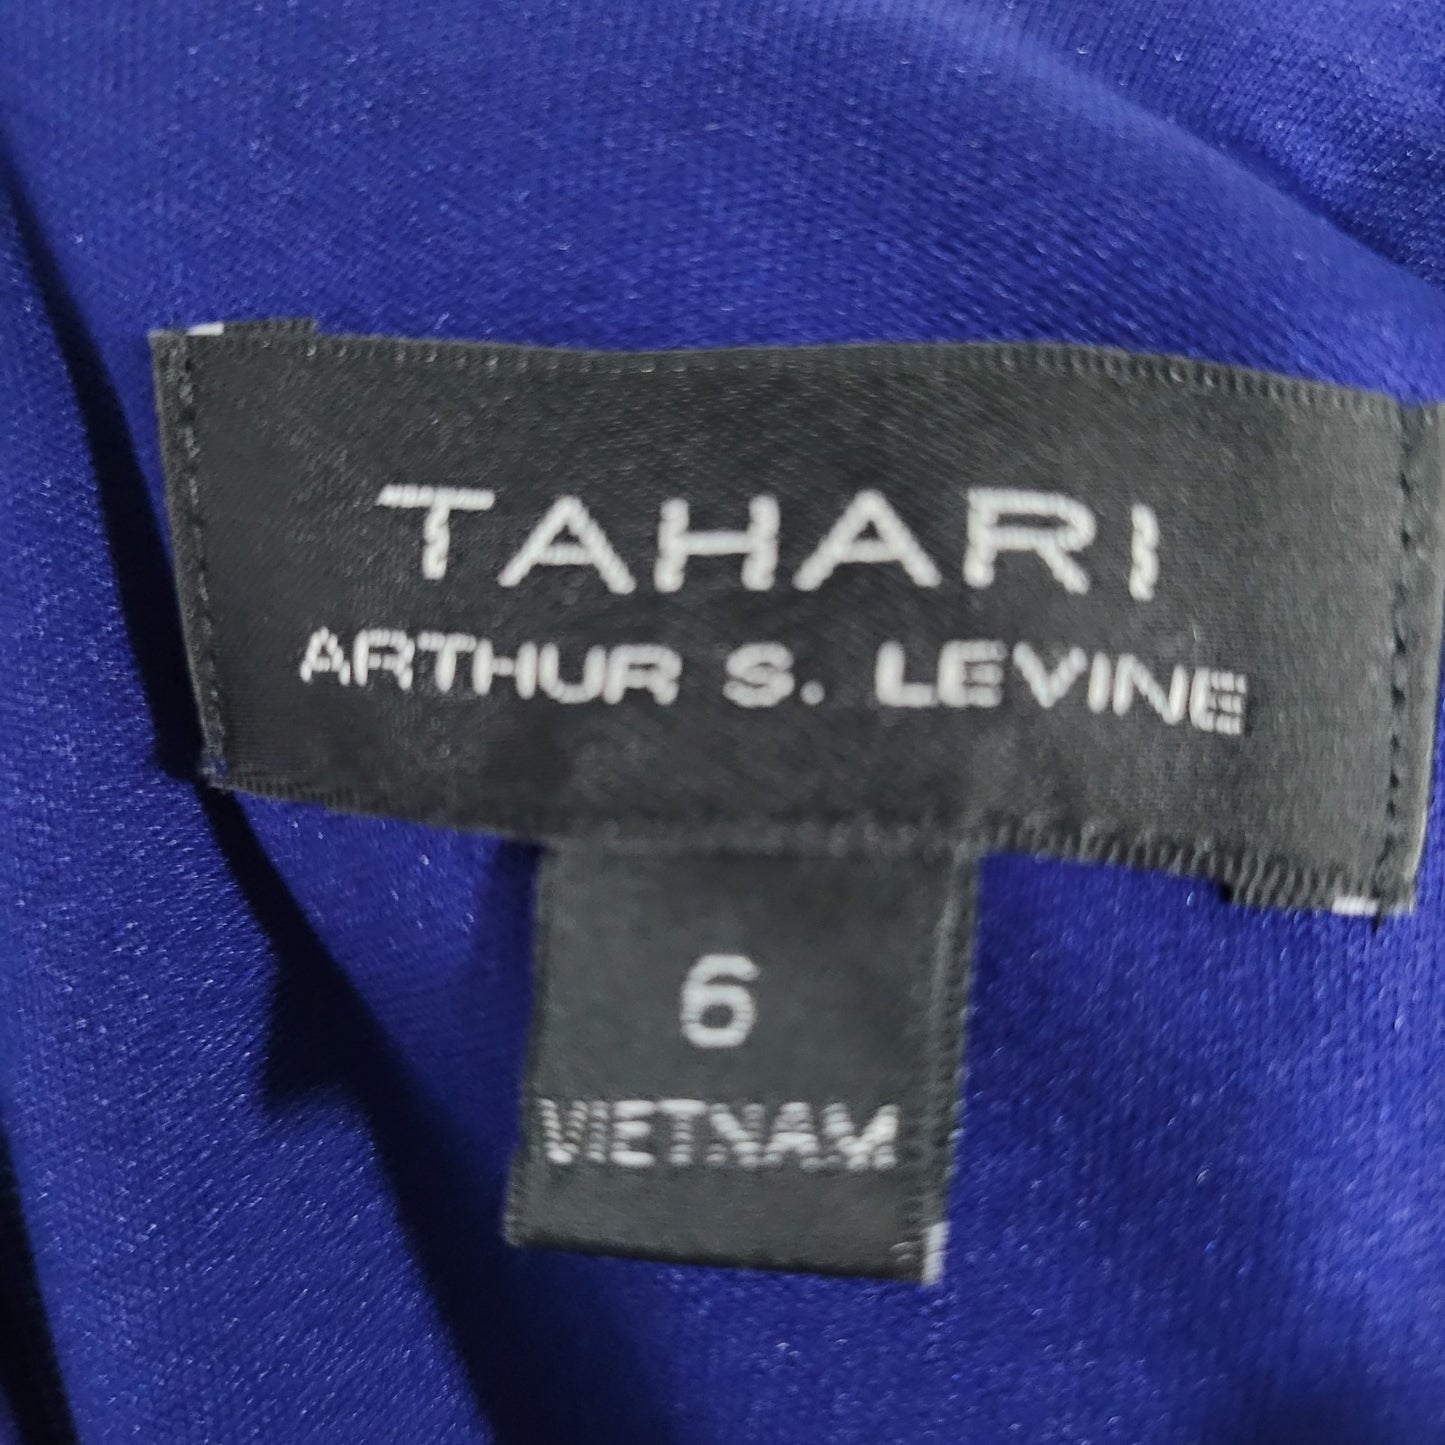 TAHARI
ARTHUR S. LEVINE
6
VIETNAM